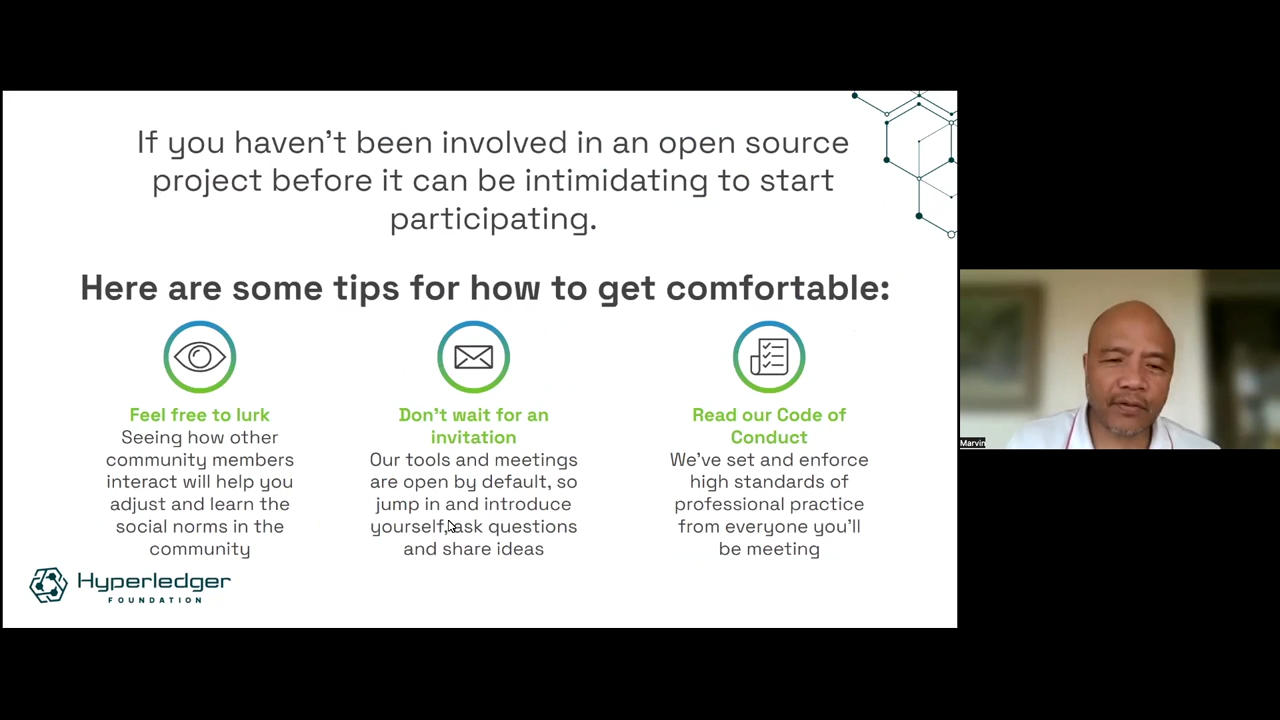 If you haven't been involved in an open source
project before it can be intimidating to start
participating.
Here are some tips for how to get comfortable:
Feel free to lurk
Seeing how other
community members
interact will help you
adjust and learn the
social norms in the
community
Don't wait for an
invitation
Our tools and meetings
are open by default, so
jump in and introduce
yourself, ask questions
and share ideas
Read our Code of
Conduct
We've set and enforce
high standards of
professional practice
from everyone you'll
be meeting
Hyperledger
FOUNDATION
Marvin